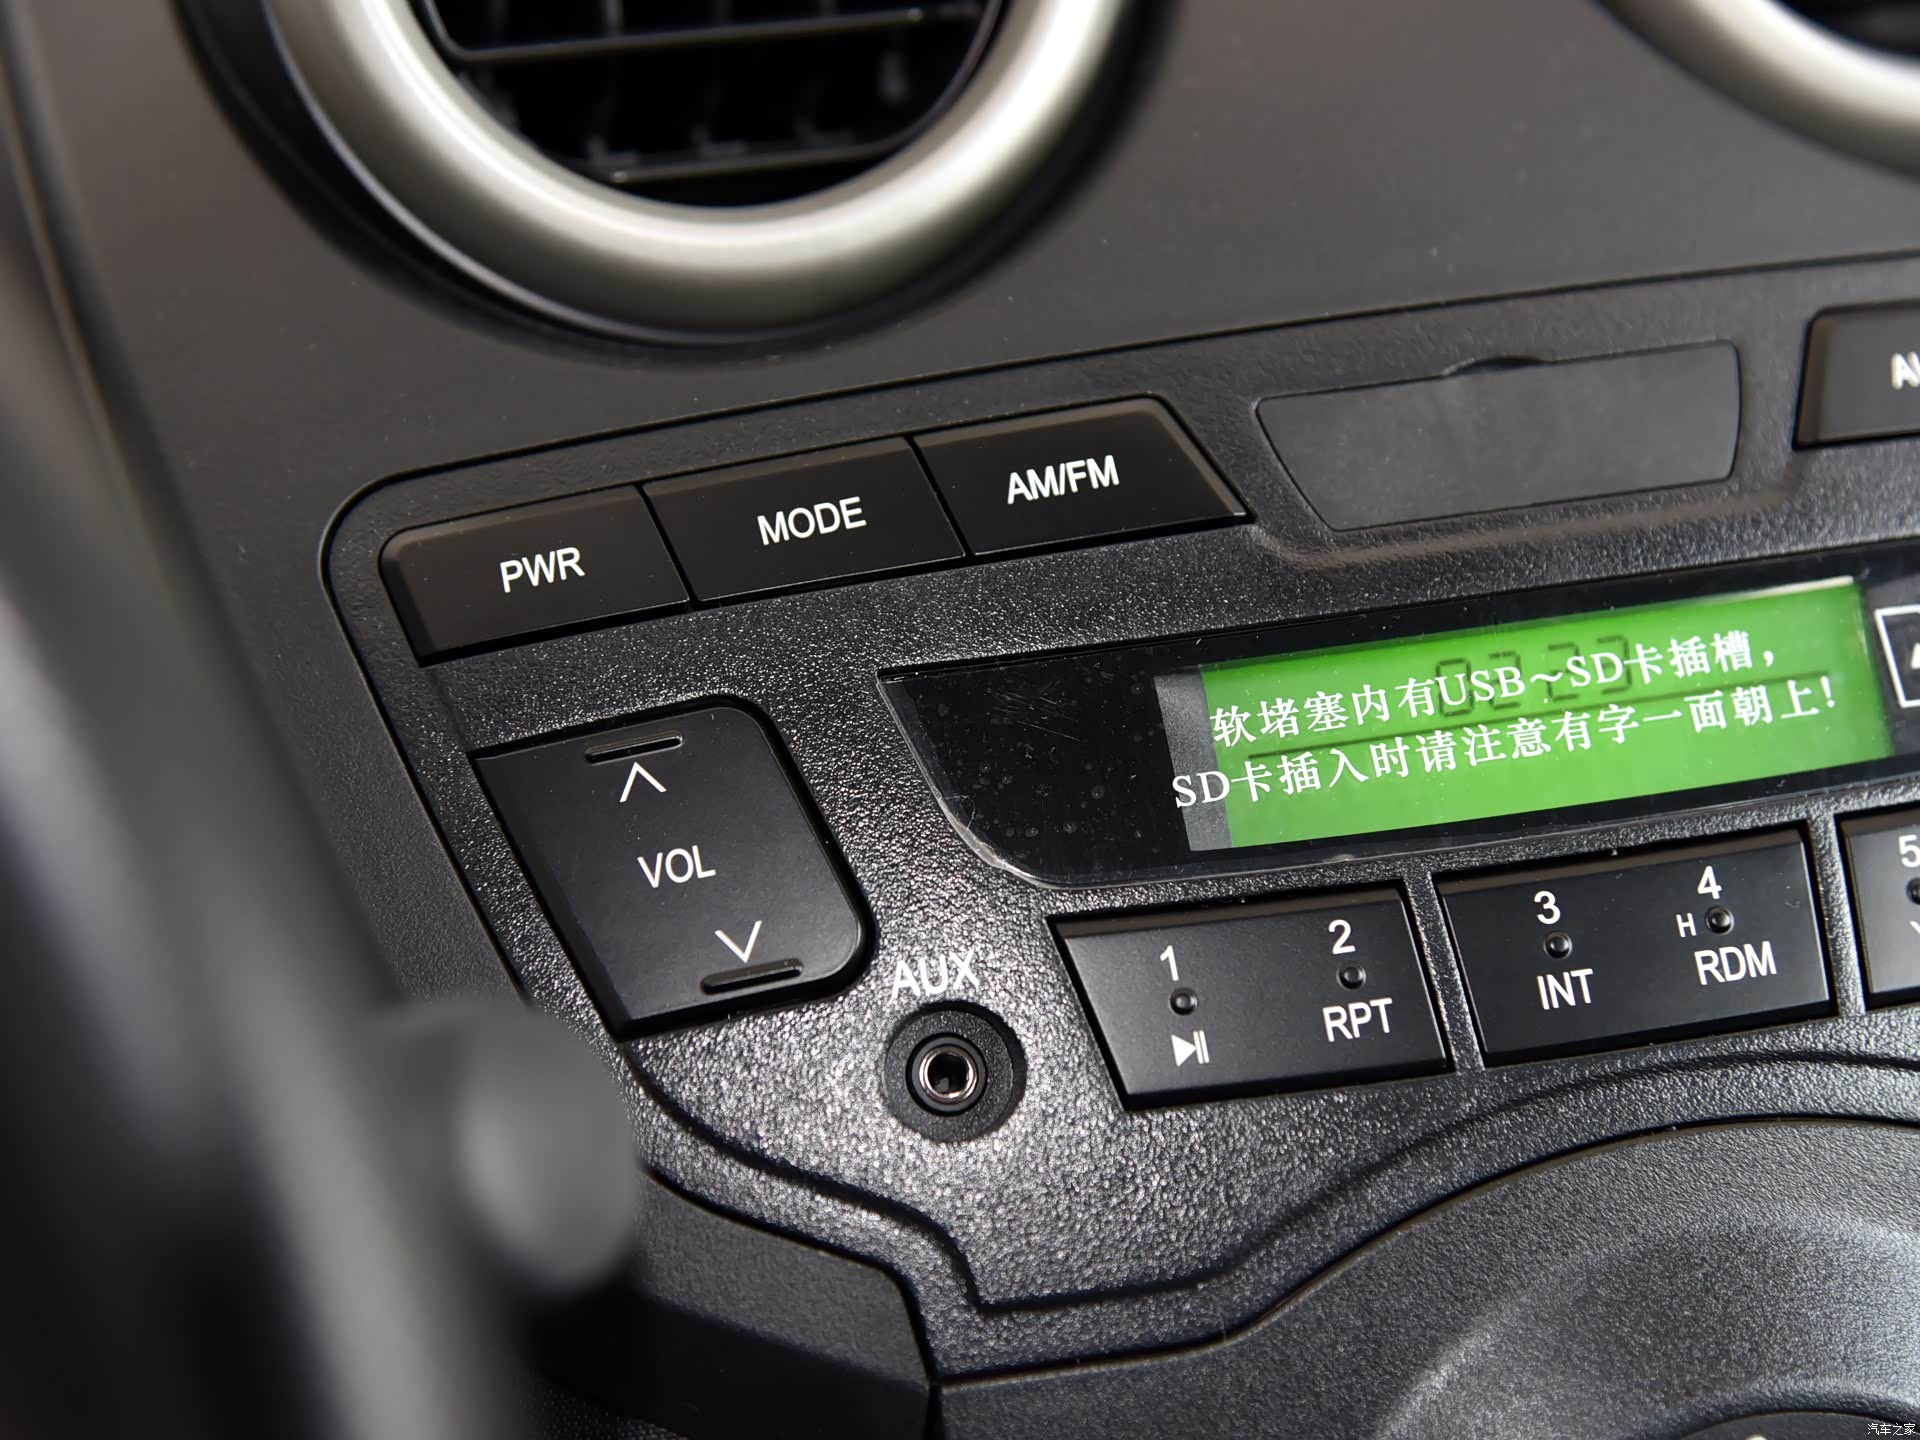 AM/FM
MODE
PWR
软堵塞内有USB～SD卡插槽，
SD卡插入时请注意有字一面朝上！
VOL
AUX
1
2
RPT
3
INT
4
H
RDM
5
汽车之家